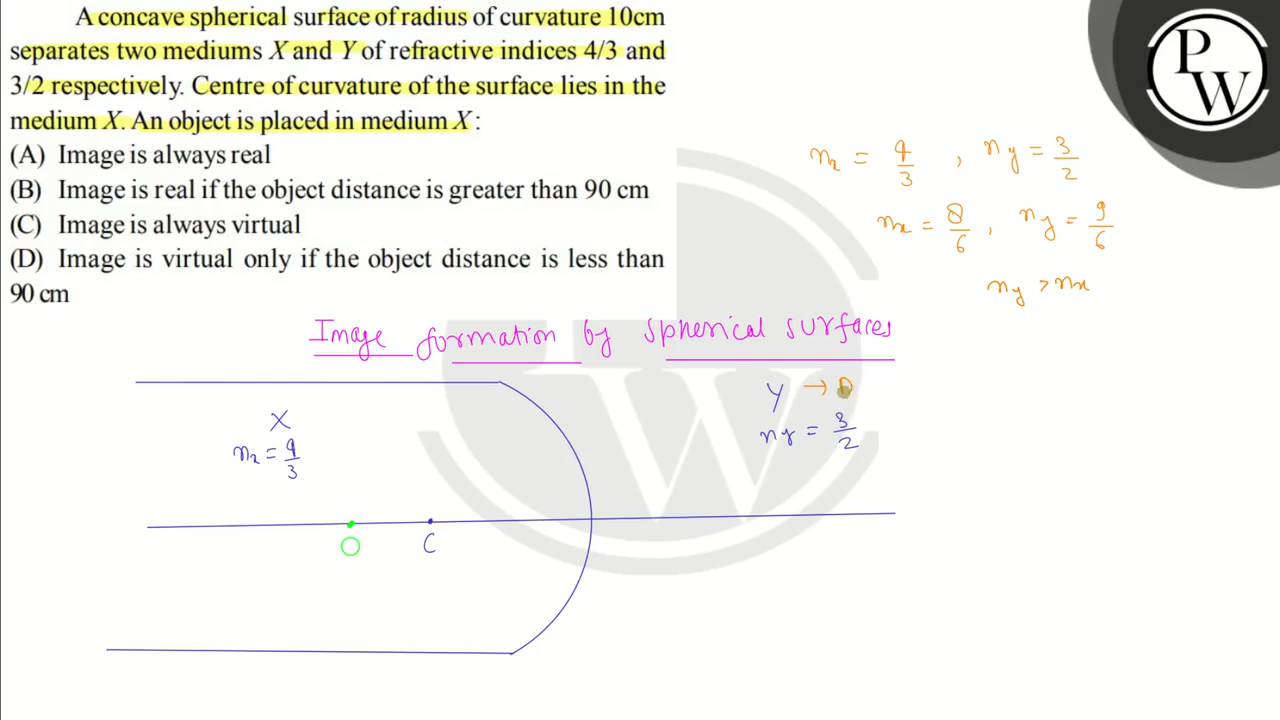 A concave spherical surface of radius of curvature 10cm
separates two mediums X and Y of refractive indices 4/3 and
3/2 respectively. Centre of curvature of the surface lies in the
medium X. An object is placed in medium X :
(A) Image is always real
(B) Image is real if the object distance is greater than 90 cm
(C) Image is always virtual
(D) Image is virtual only if the object distance is less than
90 cm
PW
nx = 4/3 , ny = 3/2
nx = 8/6 , ny = 9/6
ny > nx
Image formation by spherical surfaces
X
nx = 4/3
Y → D
ny = 3/2
O
C